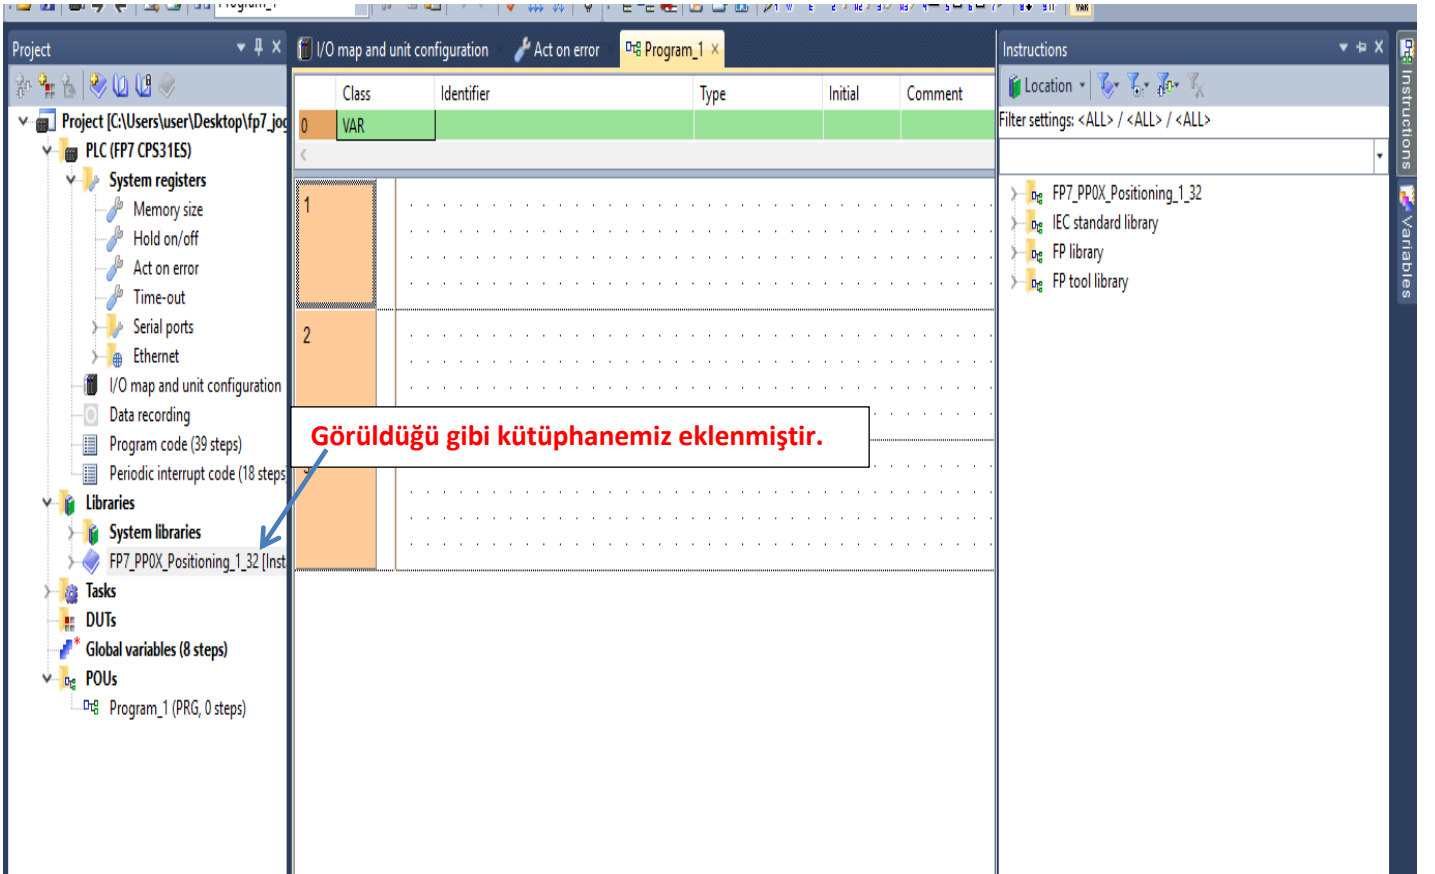 Program_1
Project
I/O map and unit configuration
Act on error
Program_1
Instructions
Class Identifier Type Initial Comment
0 VAR
Location
Filter settings: <ALL> / <ALL> / <ALL>
Project [C:\Users\user\Desktop\fp7_jog
PLC (FP7 CPS31ES)
System registers
Memory size
Hold on/off
Act on error
Time-out
Serial ports
Ethernet
I/O map and unit configuration
Data recording
Program code (39 steps)
Periodic interrupt code (18 steps
Libraries
System libraries
FP7_PP0X_Positioning_1_32 [Inst
Tasks
DUTs
Global variables (8 steps)
POUs
Program_1 (PRG, 0 steps)
1
2
Görüldüğü gibi kütüphanemiz eklenmiştir.
FP7_PP0X_Positioning_1_32
IEC standard library
FP library
FP tool library
Instructions
Variables